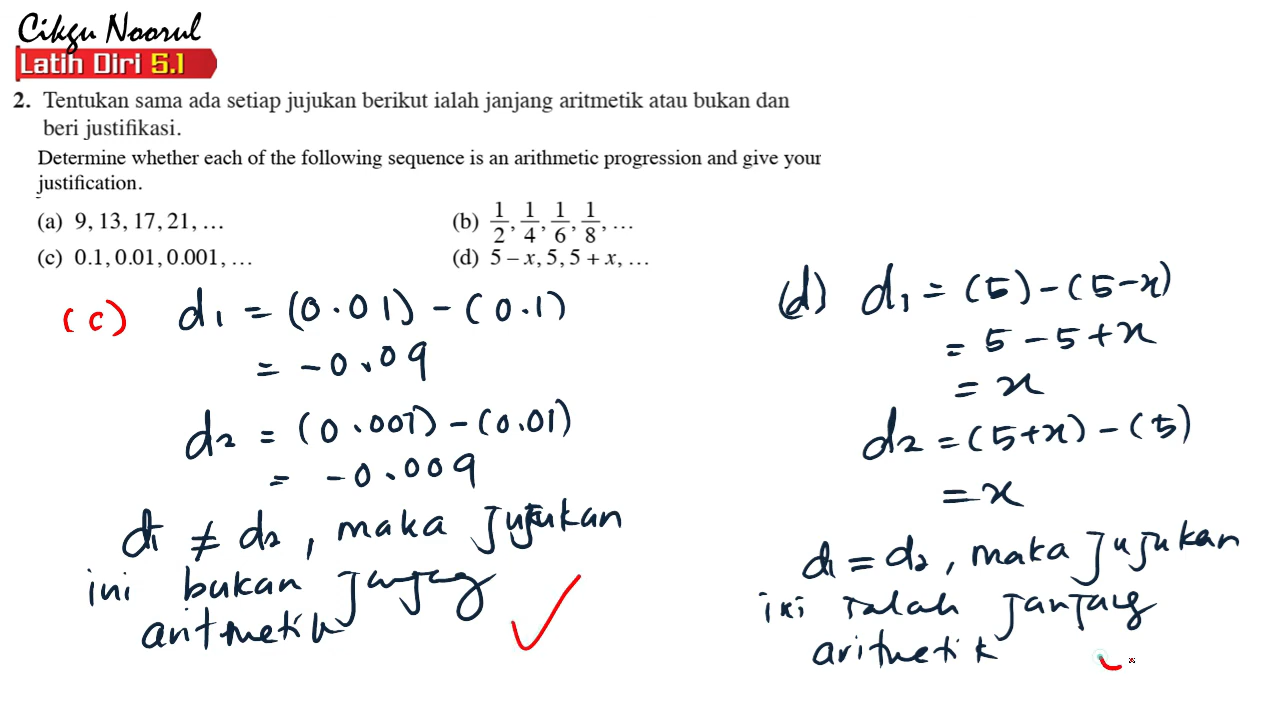 Cikgu Noorul
Latih Diri 5.1
2. Tentukan sama ada setiap jujukan berikut ialah janjang aritmetik atau bukan dan
beri justifikasi.
Determine whether each of the following sequence is an arithmetic progression and give your
justification.
(a) 9, 13, 17, 21, …
(b) 1/2, 1/4, 1/6, 1/8, …
(c) 0.1, 0.01, 0.001, …
(d) 5 – x, 5, 5 + x, …
(c) d₁ = (0.01) - (0.1)
= -0.09
d₂ = (0.001) - (0.01)
= -0.009
d₁ ≠ d₂, maka jujukan
ini bukan janjang
aritmetik
(d) d₁ = (5) - (5-x)
= 5 - 5 + x
= x
d₂ = (5+x) - (5)
= x
d₁ = d₂, maka jujukan
ini ialah janjang
aritmetik